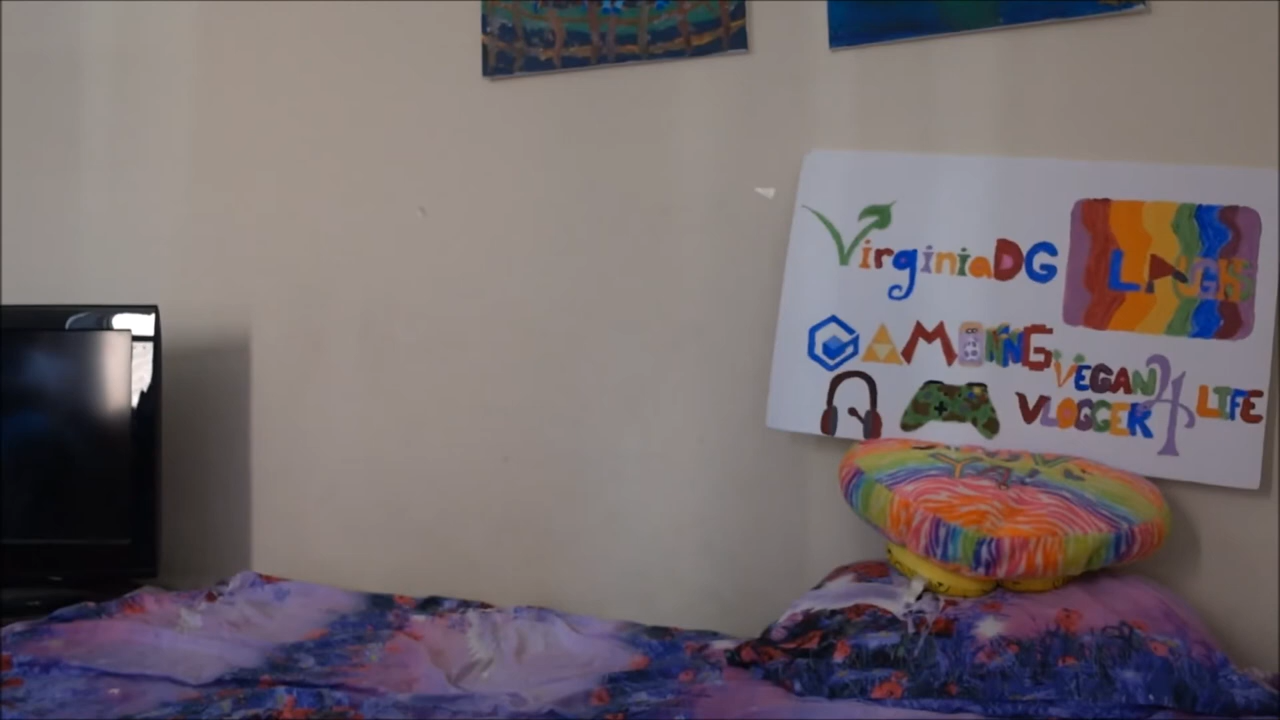 VirginiaDG
LAUGHS
GAMING
VEGAN 4 LIFE
VLOGGER